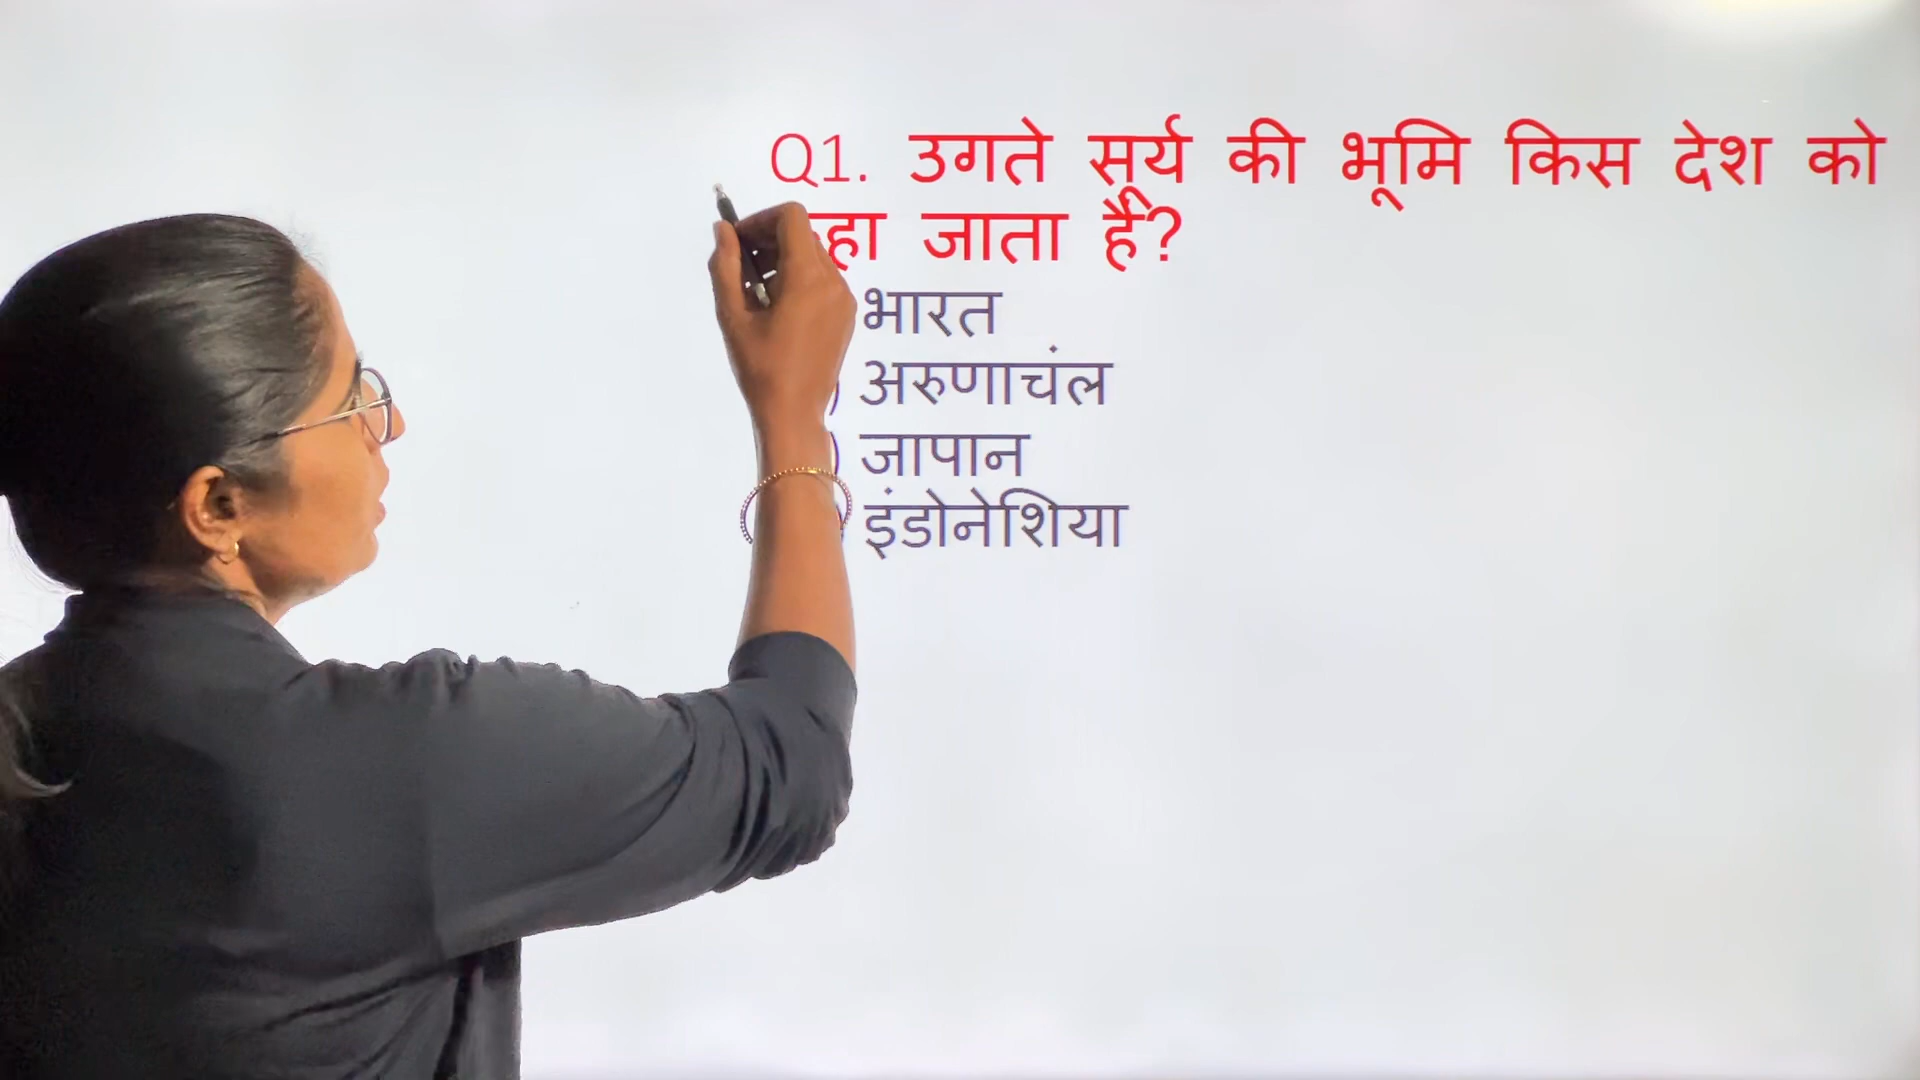 Q1. उगते सूर्य की भूमि किस देश को
जाता है?
भारत
अरुणाचंल
) जापान
इंडोनेशिया